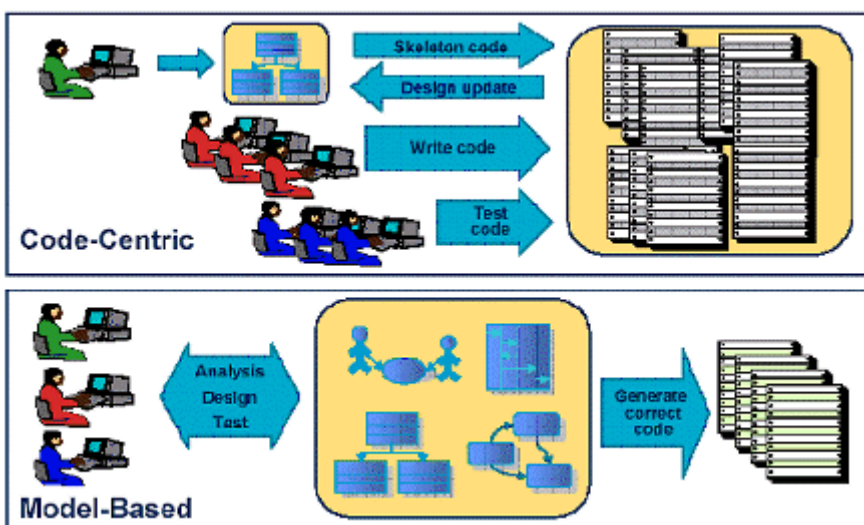 Skeleton code
Design update
Write code
Test
code
Code-Centric
Analysis
Design
Test
Generate
correct
code
Model-Based